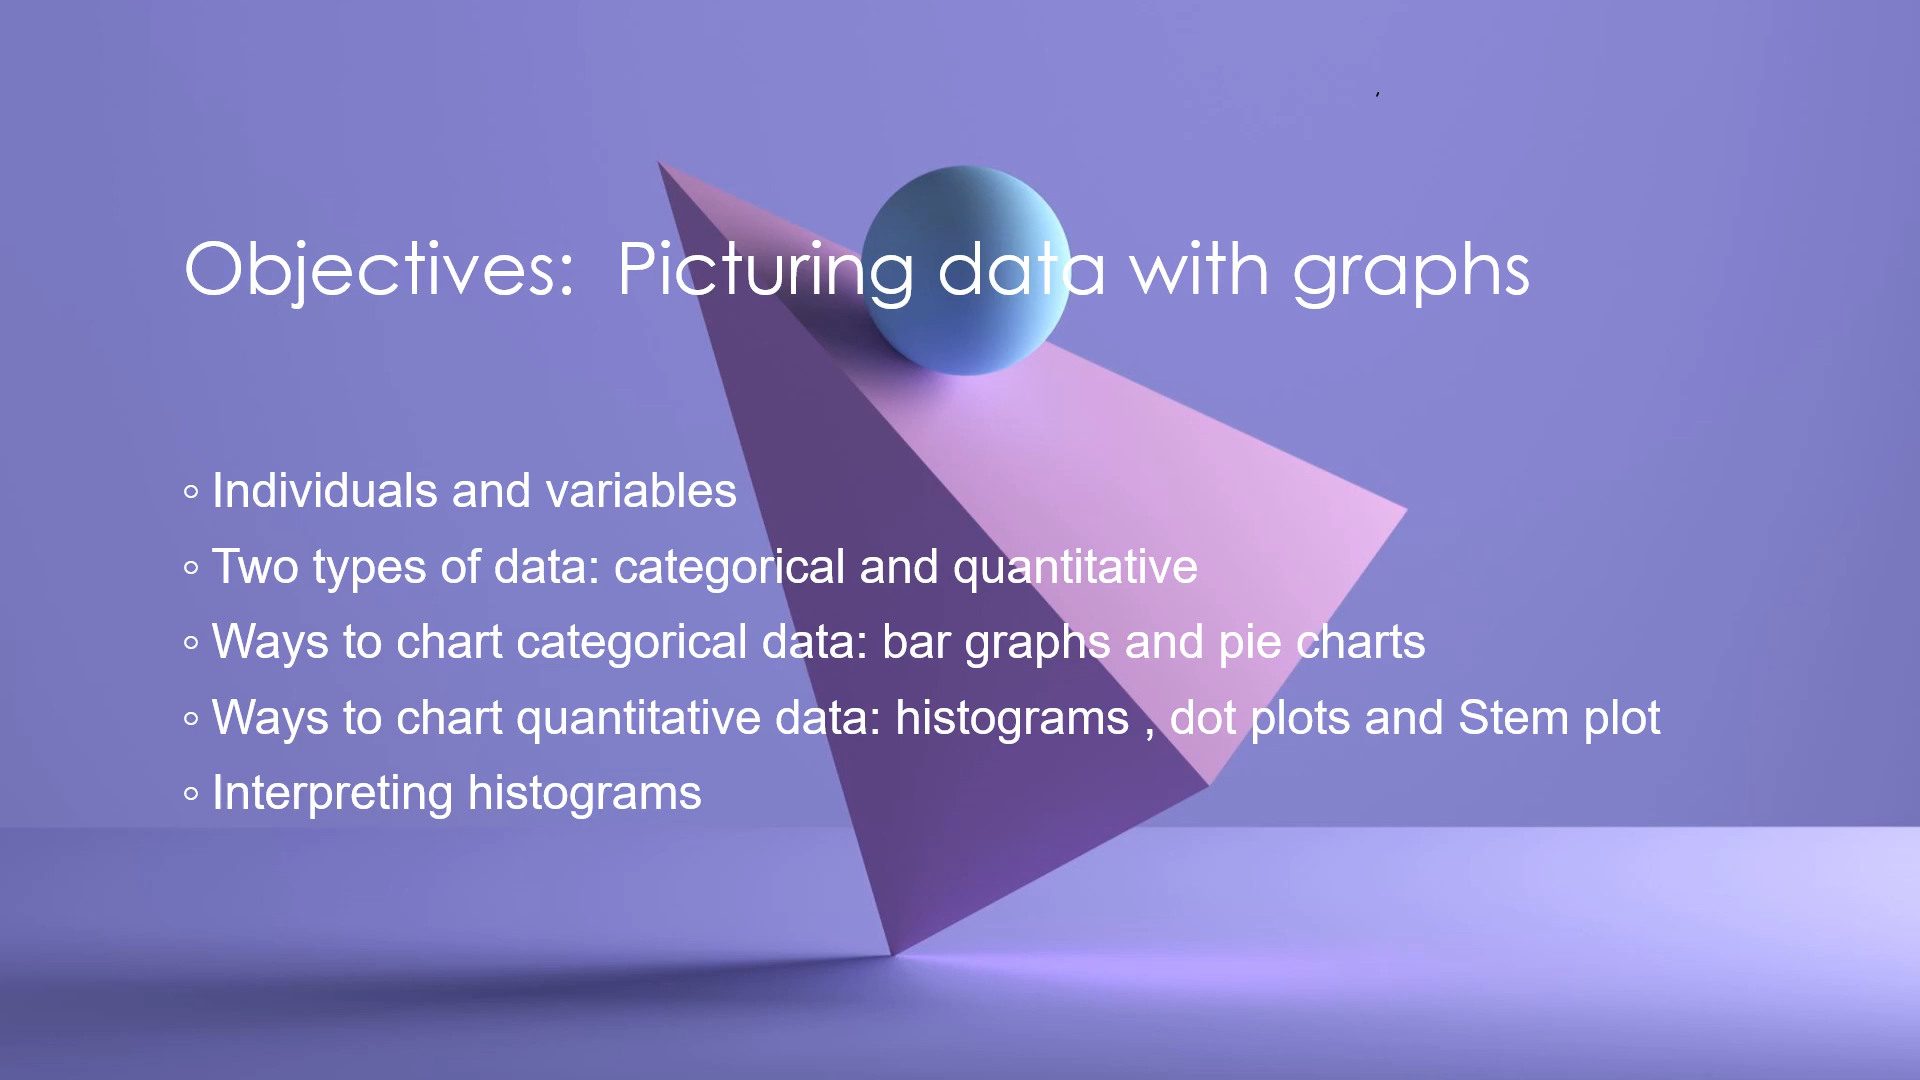 ,
Objectives:  Picturing data with graphs
◦ Individuals and variables
◦ Two types of data: categorical and quantitative
◦ Ways to chart categorical data: bar graphs and pie charts
◦ Ways to chart quantitative data: histograms , dot plots and Stem plot
◦ Interpreting histograms